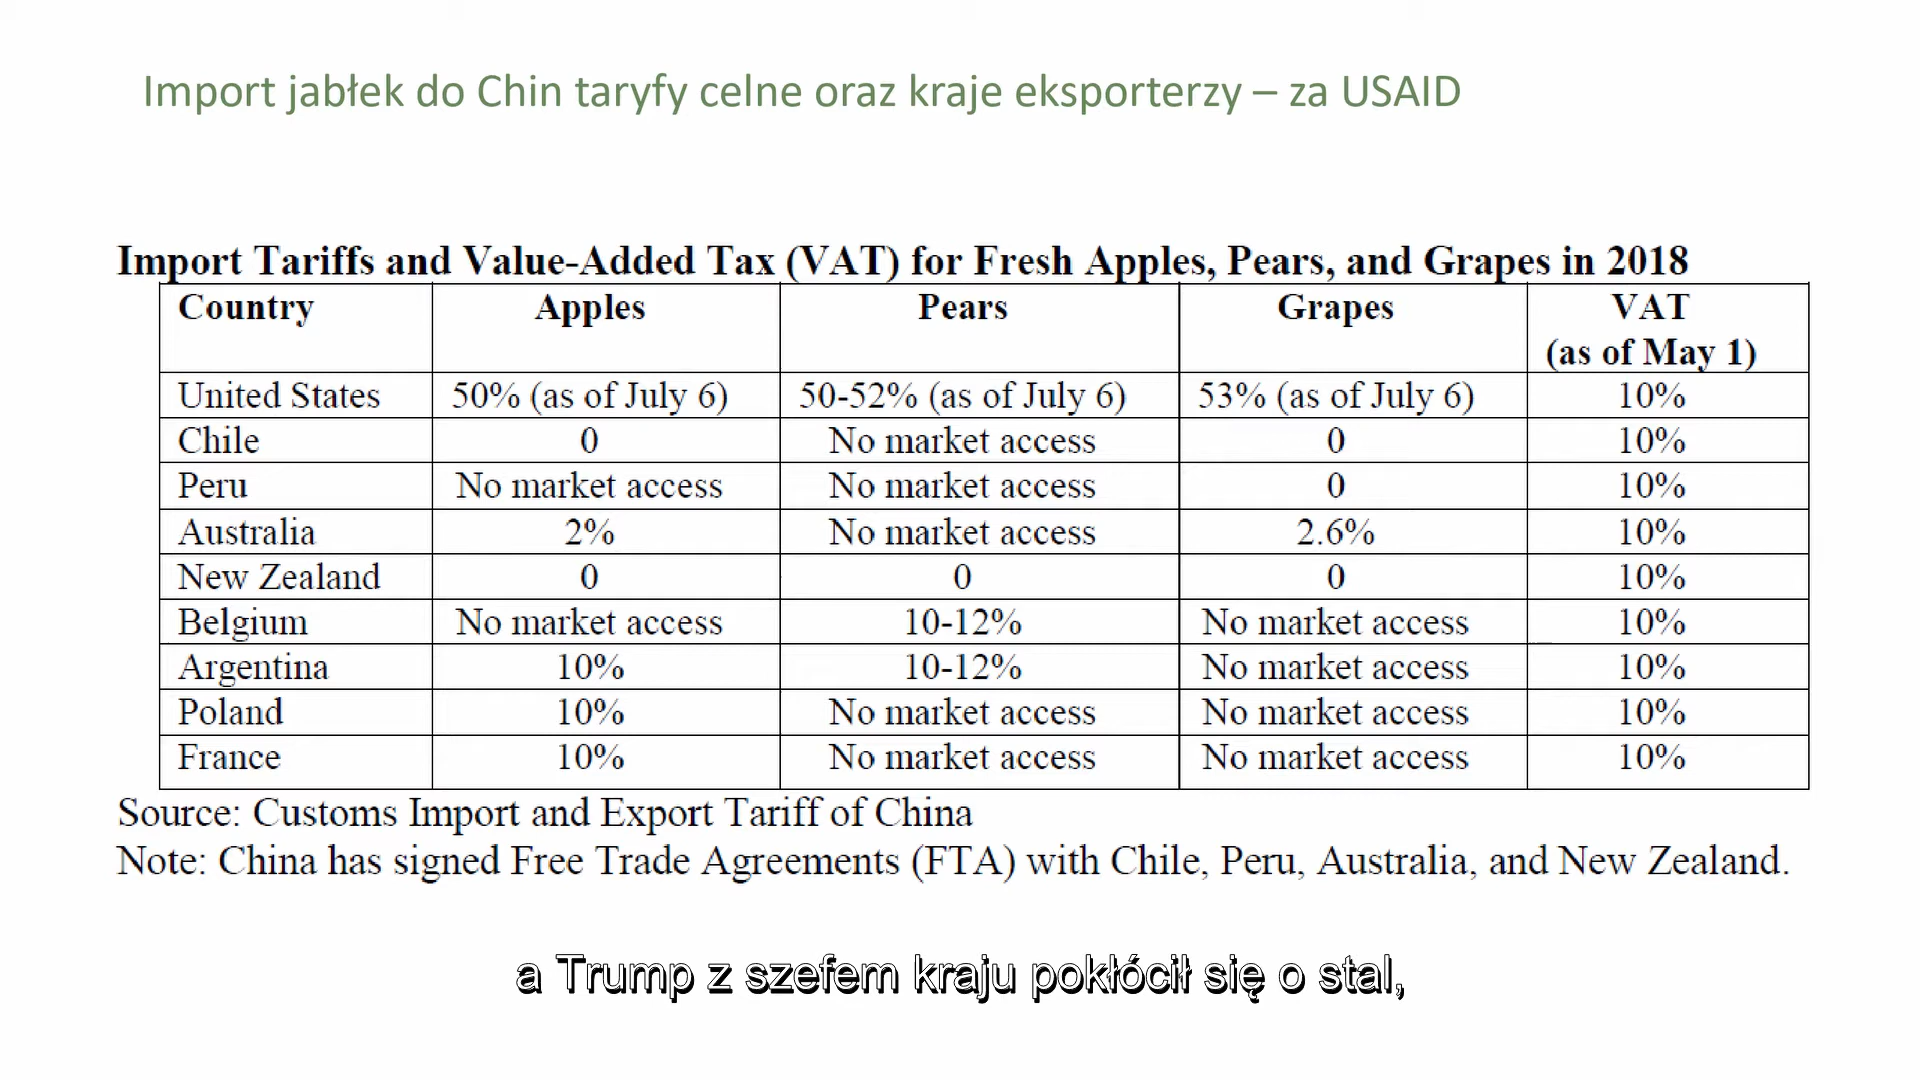 Import jabłek do Chin taryfy celne oraz kraje eksporterzy – za USAID
Import Tariffs and Value-Added Tax (VAT) for Fresh Apples, Pears, and Grapes in 2018
Country Apples Pears Grapes VAT
(as of May 1)
United States 50% (as of July 6) 50-52% (as of July 6) 53% (as of July 6) 10%
Chile 0 No market access 0 10%
Peru No market access No market access 0 10%
Australia 2% No market access 2.6% 10%
New Zealand 0 0 0 10%
Belgium No market access 10-12% No market access 10%
Argentina 10% 10-12% No market access 10%
Poland 10% No market access No market access 10%
France 10% No market access No market access 10%
Source: Customs Import and Export Tariff of China
Note: China has signed Free Trade Agreements (FTA) with Chile, Peru, Australia, and New Zealand.
a Trump z szefem kraju pokłócił się o stal,